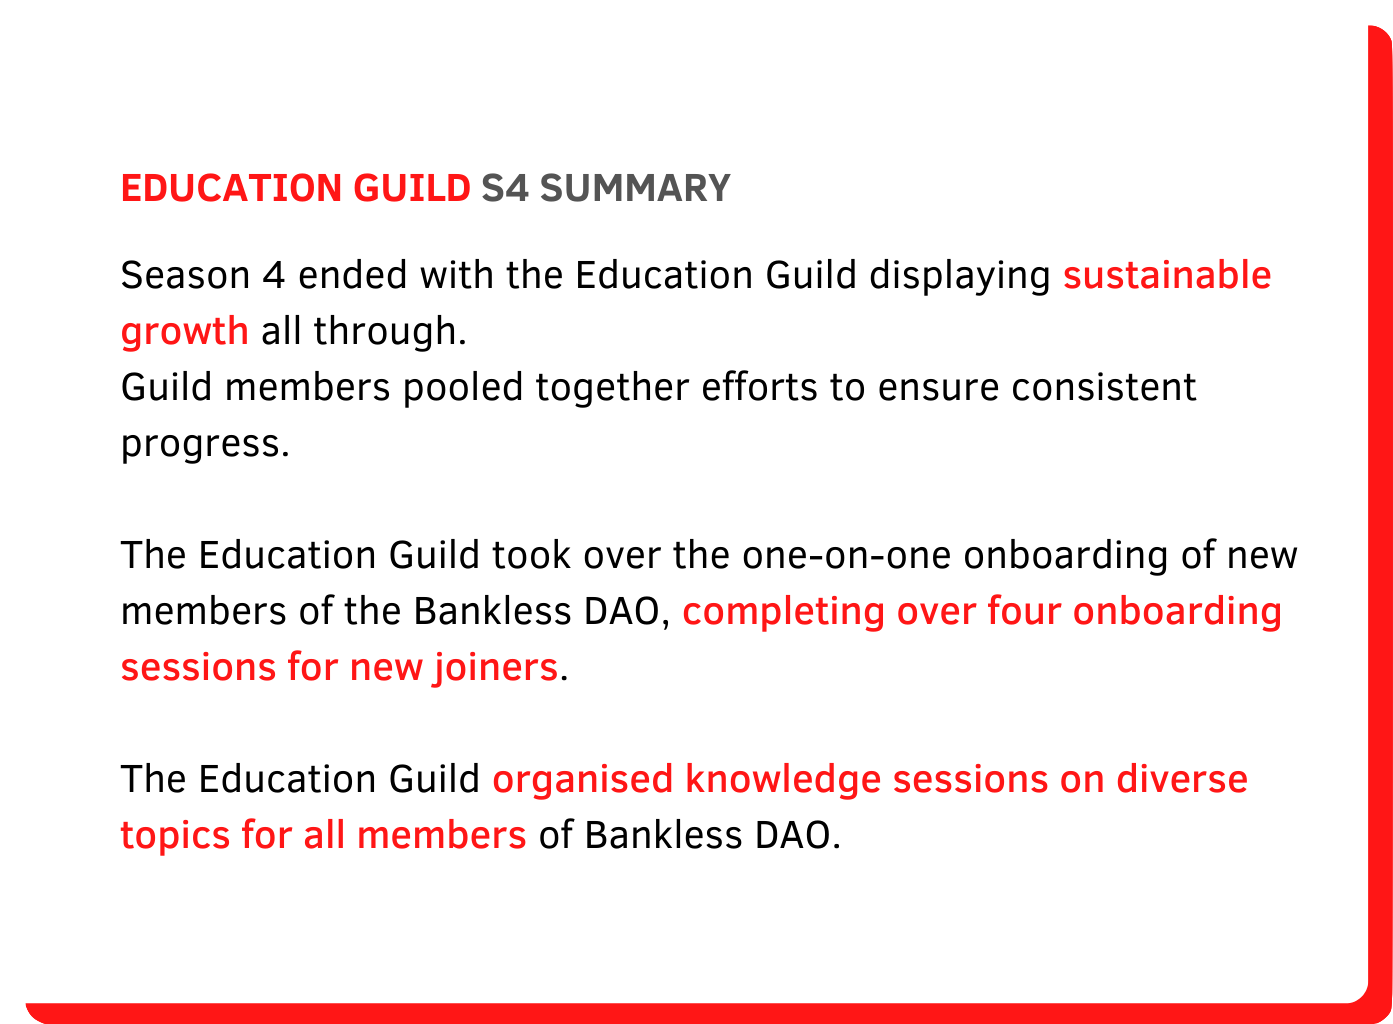 EDUCATION GUILD S4 SUMMARY
Season 4 ended with the Education Guild displaying sustainable
growth all through.
Guild members pooled together efforts to ensure consistent
progress.
The Education Guild took over the one-on-one onboarding of new
members of the Bankless DAO, completing over four onboarding
sessions for new joiners.
The Education Guild organised knowledge sessions on diverse
topics for all members of Bankless DAO.